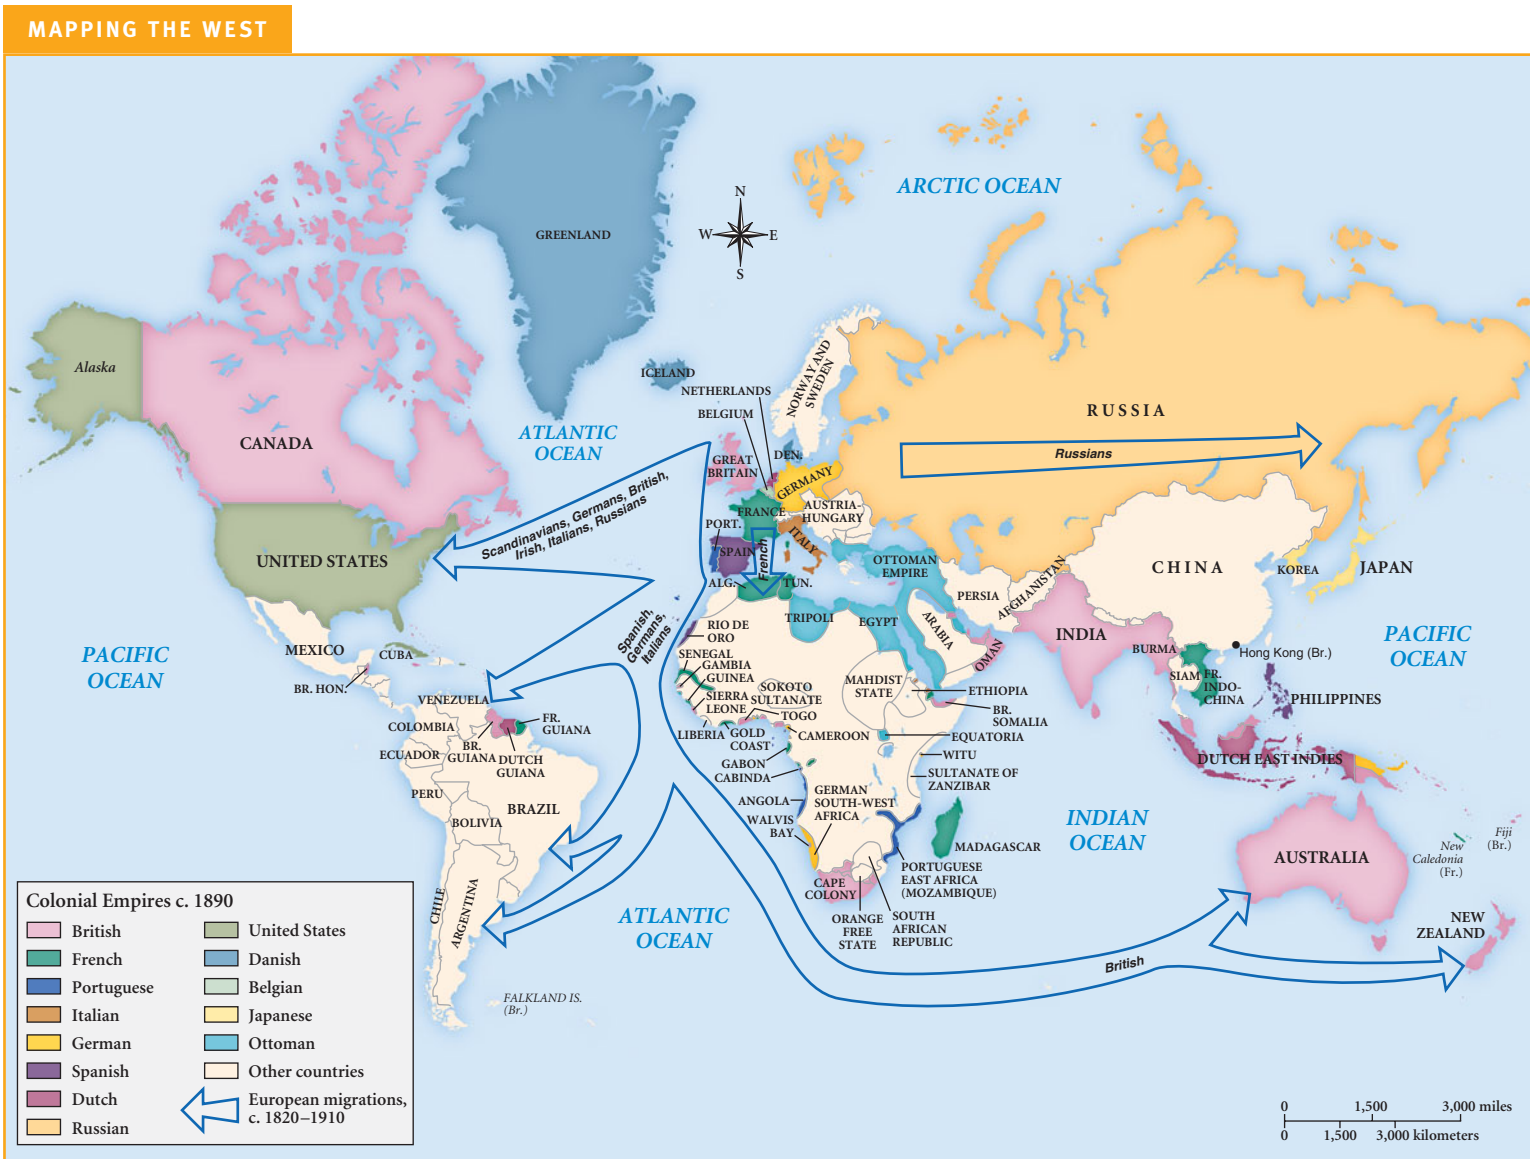 MAPPING THE WEST
ARCTIC OCEAN
N
W
E
S
GREENLAND
Alaska
ICELAND
CANADA
ATLANTIC
OCEAN
NORWAY AND
SWEDEN
NETHERLANDS
BELGIUM
GREAT
BRITAIN
DEN.
GERMANY
RUSSIA
Russians
FRANCE
AUSTRIA-
HUNGARY
PORT.
SPAIN
ITALY
French
Scandinavians, Germans, British,
Irish, Italians, Russians
UNITED STATES
ALG.
TUN.
OTTOMAN
EMPIRE
PERSIA
AFGHANISTAN
CHINA
KOREA
JAPAN
TRIPOLI
EGYPT
ARABIA
OMAN
INDIA
BURMA
Hong Kong (Br.)
SIAM
FR.
INDO-
CHINA
PHILIPPINES
PACIFIC
OCEAN
PACIFIC
OCEAN
MEXICO
CUBA
BR. HON.
VENEZUELA
COLOMBIA
ECUADOR
BR.
GUIANA
DUTCH
GUIANA
FR.
GUIANA
PERU
BRAZIL
BOLIVIA
CHILE
ARGENTINA
Spanish,
Germans,
Italians
RIO DE
ORO
SENEGAL
GAMBIA
GUINEA
SIERRA
LEONE
SOKOTO
SULTANATE
TOGO
LIBERIA
GOLD
COAST
CAMEROON
GABON
CABINDA
ANGOLA
WALVIS
BAY
GERMAN
SOUTH-WEST
AFRICA
MAHDIST
STATE
ETHIOPIA
BR.
SOMALIA
EQUATORIA
WITU
SULTANATE OF
ZANZIBAR
MADAGASCAR
PORTUGUESE
EAST AFRICA
(MOZAMBIQUE)
CAPE
COLONY
ORANGE
FREE
STATE
SOUTH
AFRICAN
REPUBLIC
DUTCH EAST INDIES
INDIAN
OCEAN
AUSTRALIA
New
Caledonia
(Fr.)
Fiji
(Br.)
NEW
ZEALAND
ATLANTIC
OCEAN
British
FALKLAND IS.
(Br.)
Colonial Empires c. 1890
British
French
Portuguese
Italian
German
Spanish
Dutch
Russian
United States
Danish
Belgian
Japanese
Ottoman
Other countries
European migrations,
c. 1820–1910
0 1,500 3,000 miles
0 1,500 3,000 kilometers